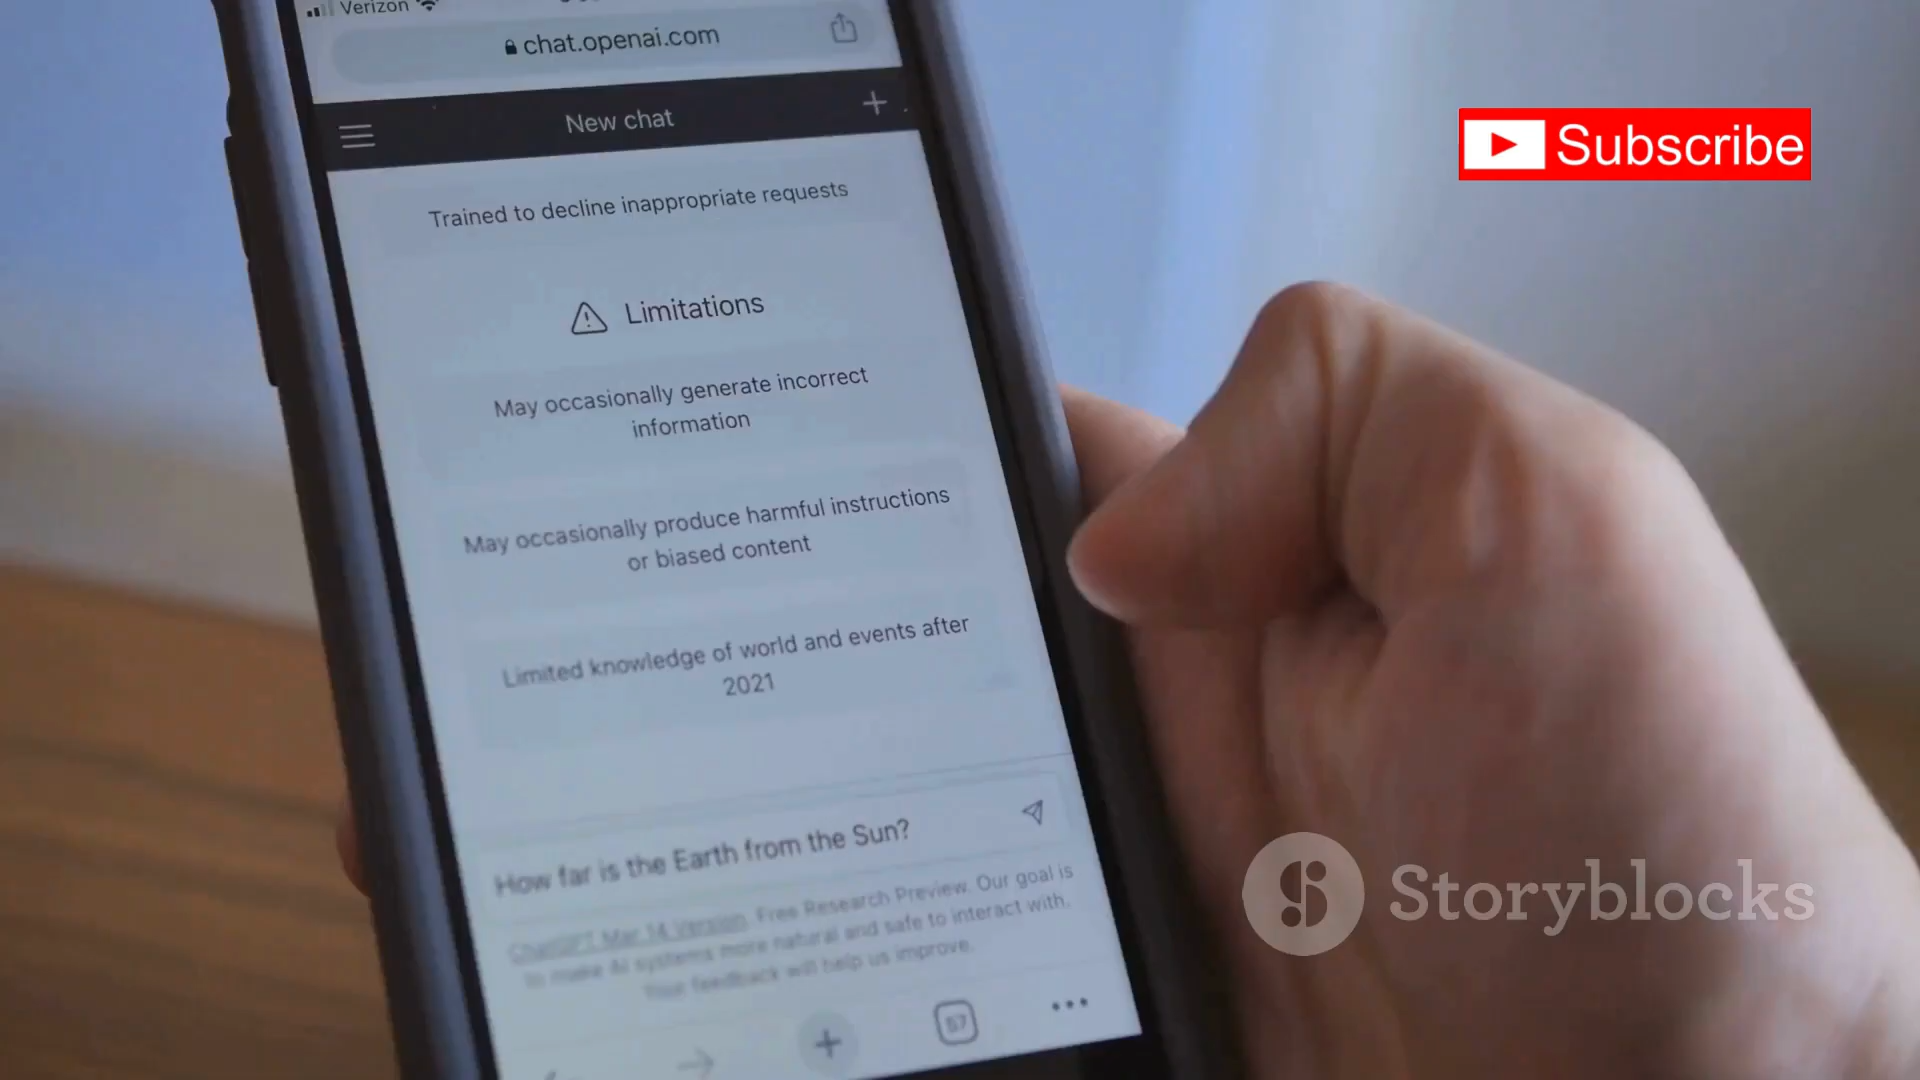 Verizon
chat.openai.com
New chat
Subscribe
Trained to decline inappropriate requests
Limitations
May occasionally generate incorrect
information
May occasionally produce harmful instructions
or biased content
Limited knowledge of world and events after
2021
How far is the Earth from the Sun?
ChatGPT Mar 14 Version. Free Research Preview. Our goal is
to make AI systems more natural and safe to interact with.
Your feedback will help us improve.
Storyblocks
57